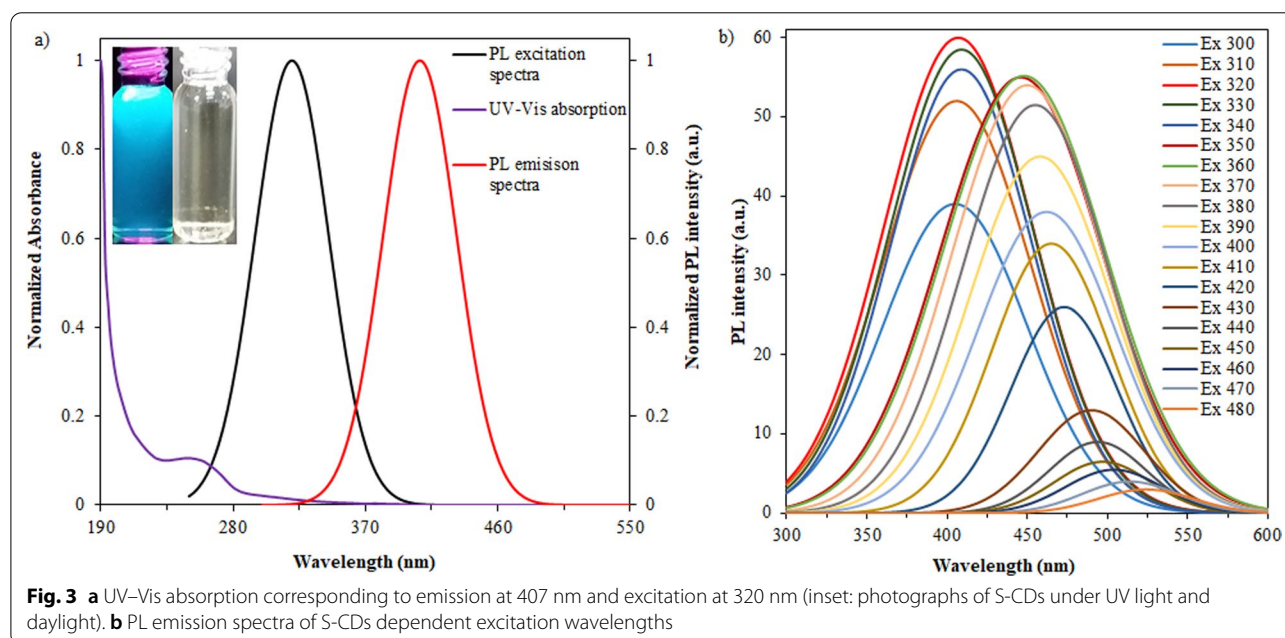 a)
PL excitation
spectra
UV-Vis absorption
PL emisison
spectra
1
0.8
0.6
0.4
0.2
0
Normalized Absorbance
1
0.8
0.6
0.4
0.2
0
Normalized PL intensity (a.u.)
190
280
370
460
550
Wavelength (nm)
b)
60
50
40
30
20
10
0
PL intensity (a.u.)
300
350
400
450
500
550
600
Wavelength (nm)
Ex 300
Ex 310
Ex 320
Ex 330
Ex 340
Ex 350
Ex 360
Ex 370
Ex 380
Ex 390
Ex 400
Ex 410
Ex 420
Ex 430
Ex 440
Ex 450
Ex 460
Ex 470
Ex 480
Fig. 3 a UV–Vis absorption corresponding to emission at 407 nm and excitation at 320 nm (inset: photographs of S-CDs under UV light and
daylight). b PL emission spectra of S-CDs dependent excitation wavelengths